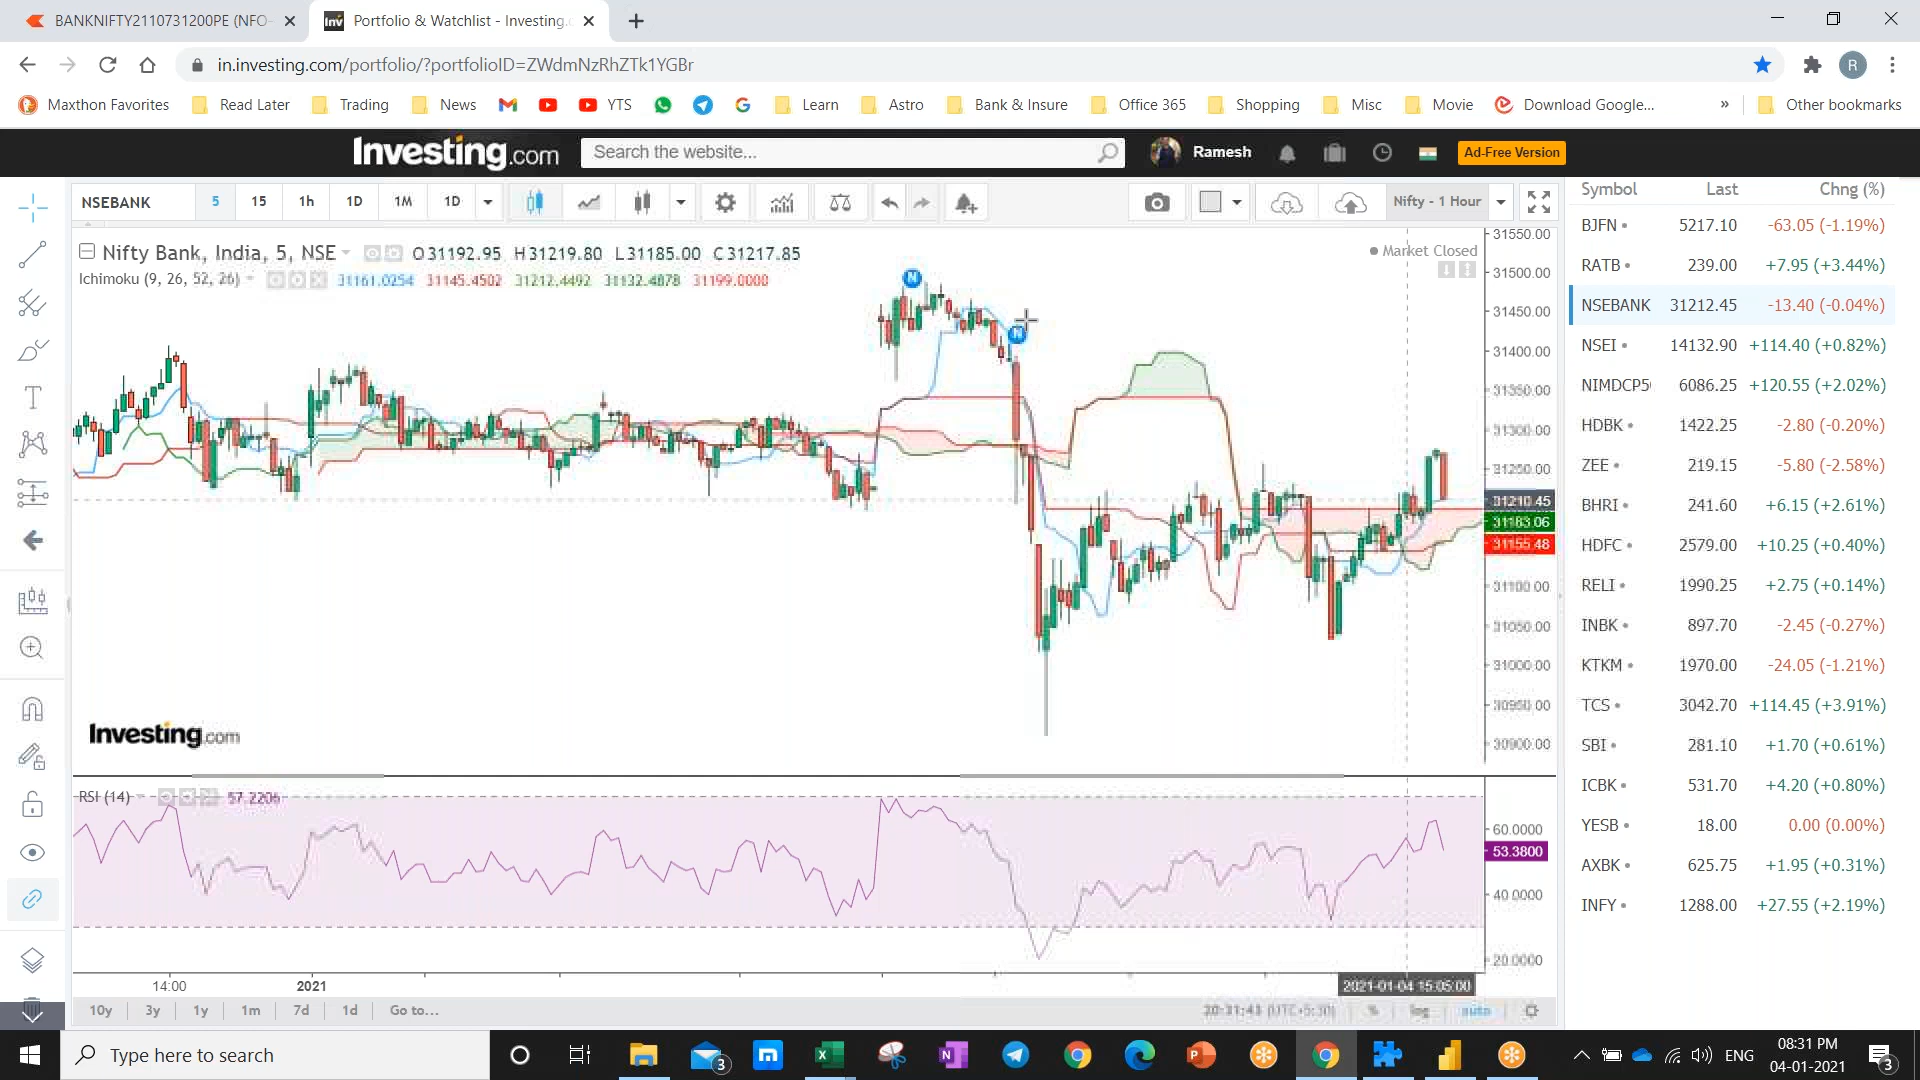 BANKNIFTY2110731200PE (NFO-
Portfolio & Watchlist - Investing.c
in.investing.com/portfolio/?portfolioID=ZWdmNzRhZTk1YGBr
R
Maxthon Favorites Read Later Trading News YTS Learn Astro Bank & Insure Office 365 Shopping Misc Movie Download Google... » Other bookmarks
Investing.com Search the website... Ramesh Ad-Free Version
NSEBANK 5 15 1h 1D 1M 1D Nifty - 1 Hour
Symbol Last Chng (%)
Nifty Bank, India, 5, NSE O31192.95 H31219.80 L31185.00 C31217.85
Market Closed
Ichimoku (9, 26, 52, 26) 31161.0254 31145.4502 31212.4492 31132.4878 31199.0000
N
N
31550.00
31500.00
31450.00
31400.00
31350.00
31300.00
31250.00
31210.45
31183.06
31155.48
31100.00
31050.00
31000.00
30950.00
30900.00
Investing.com
RSI (14) 57.2206
60.0000
53.3800
40.0000
20.0000
14:00 2021 2021-01-04 15:05:00
10y 3y 1y 1m 7d 1d Go to... 20:31:43 (UTC+5:30) % log auto
BJFN 5217.10 -63.05 (-1.19%)
RATB 239.00 +7.95 (+3.44%)
NSEBANK 31212.45 -13.40 (-0.04%)
NSEI 14132.90 +114.40 (+0.82%)
NIMDCP5 6086.25 +120.55 (+2.02%)
HDBK 1422.25 -2.80 (-0.20%)
ZEE 219.15 -5.80 (-2.58%)
BHRI 241.60 +6.15 (+2.61%)
HDFC 2579.00 +10.25 (+0.40%)
RELI 1990.25 +2.75 (+0.14%)
INBK 897.70 -2.45 (-0.27%)
KTKM 1970.00 -24.05 (-1.21%)
TCS 3042.70 +114.45 (+3.91%)
SBI 281.10 +1.70 (+0.61%)
ICBK 531.70 +4.20 (+0.80%)
YESB 18.00 0.00 (0.00%)
AXBK 625.75 +1.95 (+0.31%)
INFY 1288.00 +27.55 (+2.19%)
Type here to search 3 ENG
08:31 PM
04-01-2021
3